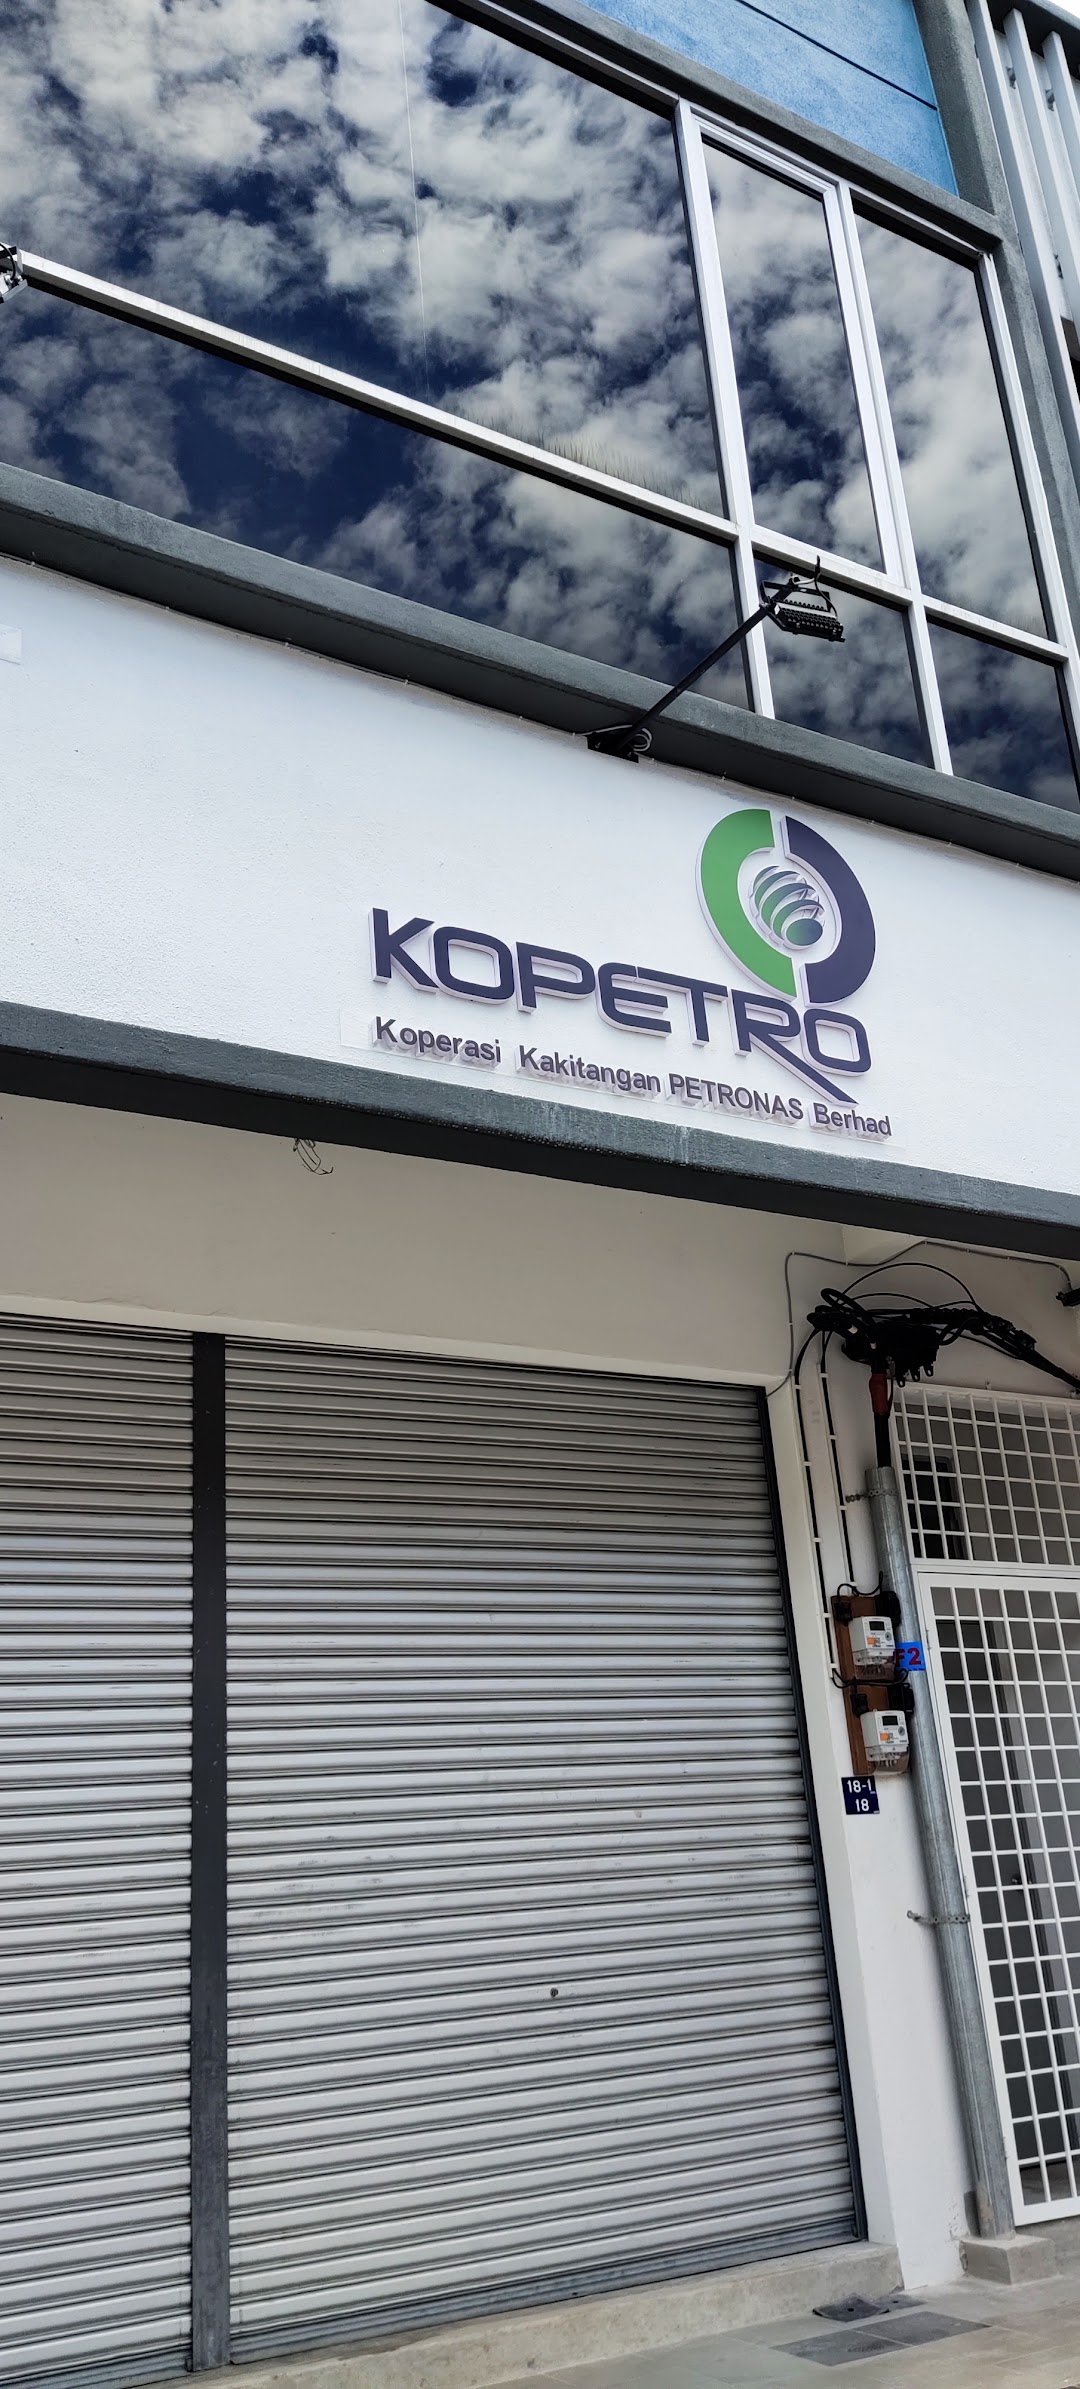 KOPETRO
Koperasi Kakitangan PETRONAS Berhad
F2
18-1
18